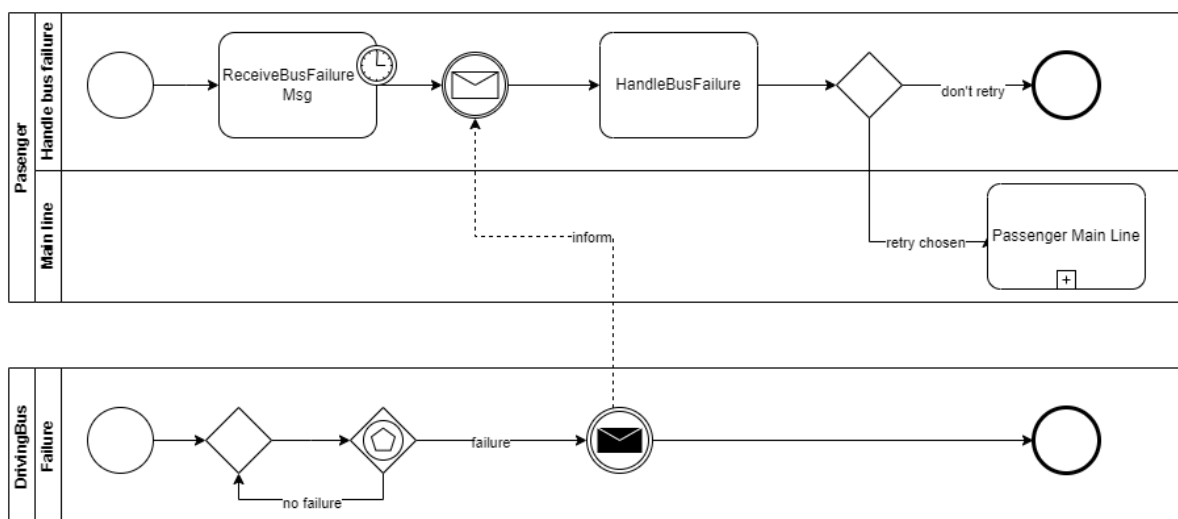 Pasenger
Handle bus failure
ReceiveBusFailure
Msg
HandleBusFailure
don't retry
Main line
inform
retry chosen
Passenger Main Line
DrivingBus
Failure
failure
no failure